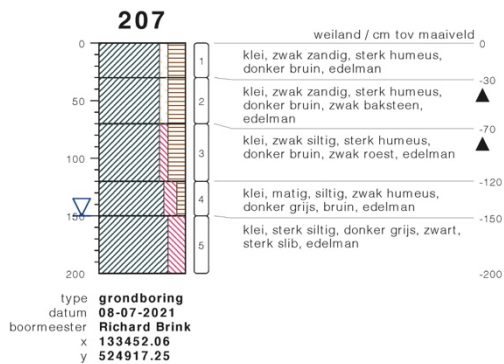 207
weiland / cm tov maaiveld
0
0
1
klei, zwak zandig, sterk humeus,
donker bruin, edelman
-30
50
2
klei, zwak zandig, sterk humeus,
donker bruin, zwak baksteen,
edelman
-70
100
3
klei, zwak siltig, sterk humeus,
donker bruin, zwak roest, edelman
-120
4
klei, matig, siltig, zwak humeus,
donker grijs, bruin, edelman
150
-150
5
klei, sterk siltig, donker grijs, zwart,
sterk slib, edelman
200
-200
type grondboring
datum 08-07-2021
boormeester Richard Brink
x 133452.06
y 524917.25